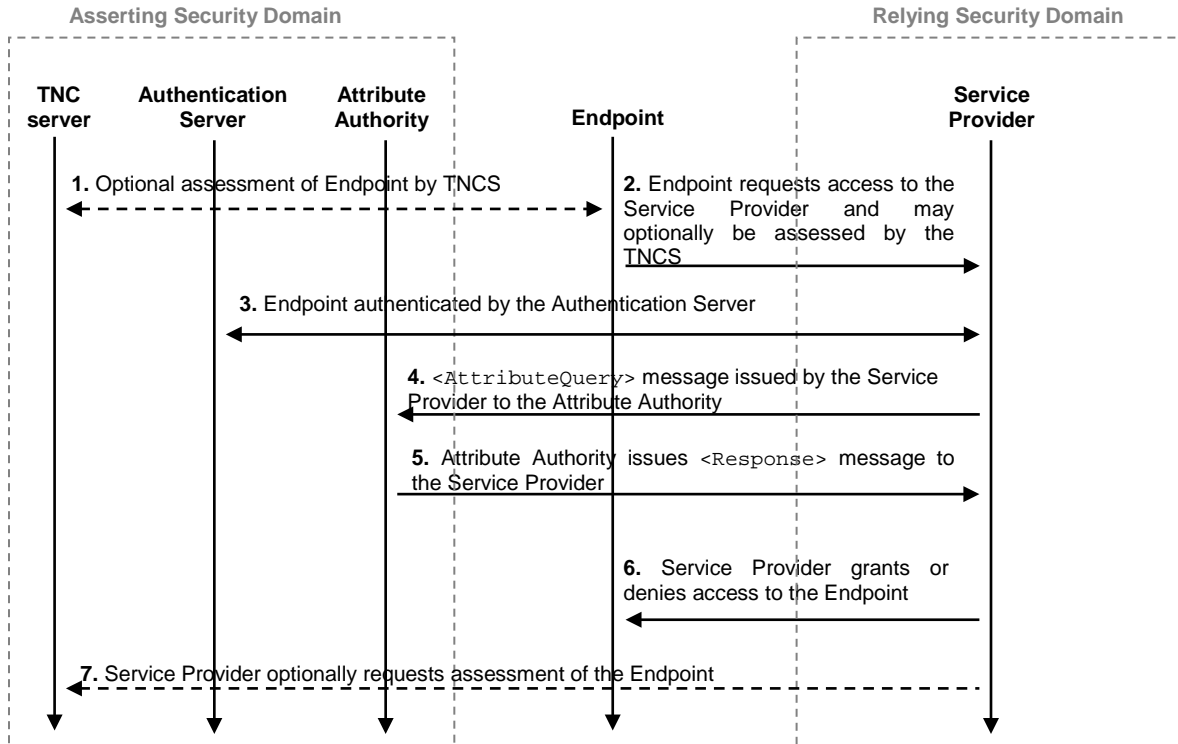 Asserting Security Domain
Relying Security Domain
TNC
server
Authentication
Server
Attribute
Authority
Endpoint
Service
Provider
1. Optional assessment of Endpoint by TNCS
2. Endpoint requests access to the
Service Provider and may
optionally be assessed by the
TNCS
3. Endpoint authenticated by the Authentication Server
4. <AttributeQuery> message issued by the Service
Provider to the Attribute Authority
5. Attribute Authority issues <Response> message to
the Service Provider
6. Service Provider grants or
denies access to the Endpoint
7. Service Provider optionally requests assessment of the Endpoint